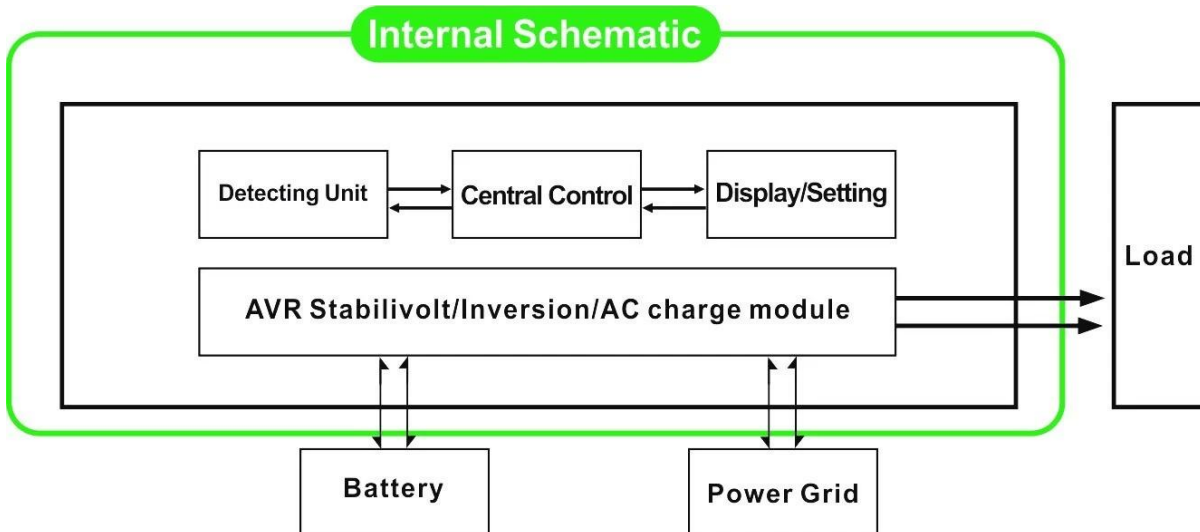 Internal Schematic
Detecting Unit
Central Control
Display/Setting
Load
AVR Stabilivolt/Inversion/AC charge module
Battery
Power Grid